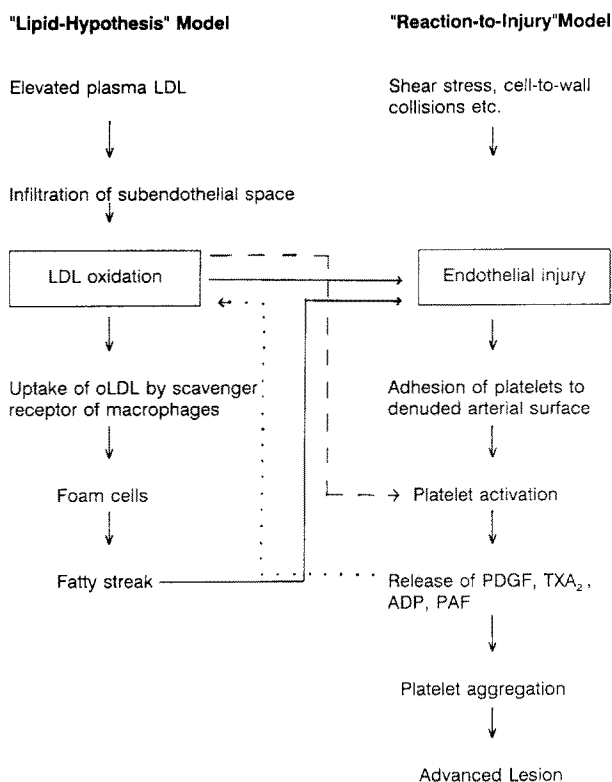 "Lipid-Hypothesis" Model
Elevated plasma LDL
Infiltration of subendothelial space
LDL oxidation
Uptake of oLDL by scavenger
receptor of macrophages
Foam cells
Fatty streak
"Reaction-to-Injury"Model
Shear stress, cell-to-wall
collisions etc.
Endothelial injury
Adhesion of platelets to
denuded arterial surface
Platelet activation
Release of PDGF, TXA₂,
ADP, PAF
Platelet aggregation
Advanced Lesion